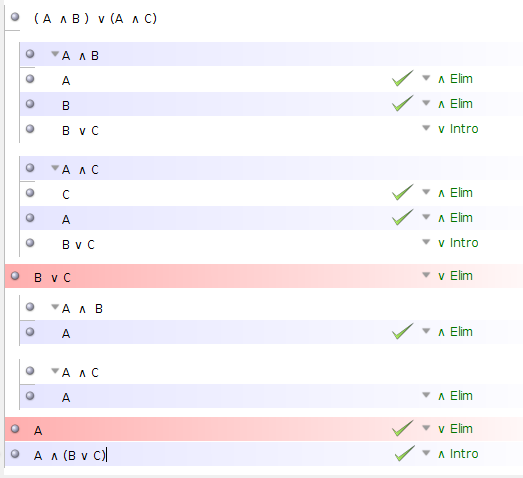 ( A ∧ B ) ∨ (A ∧ C)
A ∧ B
A ∧ Elim
B ∧ Elim
B ∨ C ∨ Intro
A ∧ C
C ∧ Elim
A ∧ Elim
B ∨ C ∨ Intro
B ∨ C ∨ Elim
A ∧ B
A ∧ Elim
A ∧ C
A ∧ Elim
A ∨ Elim
A ∧ (B ∨ C) ∧ Intro